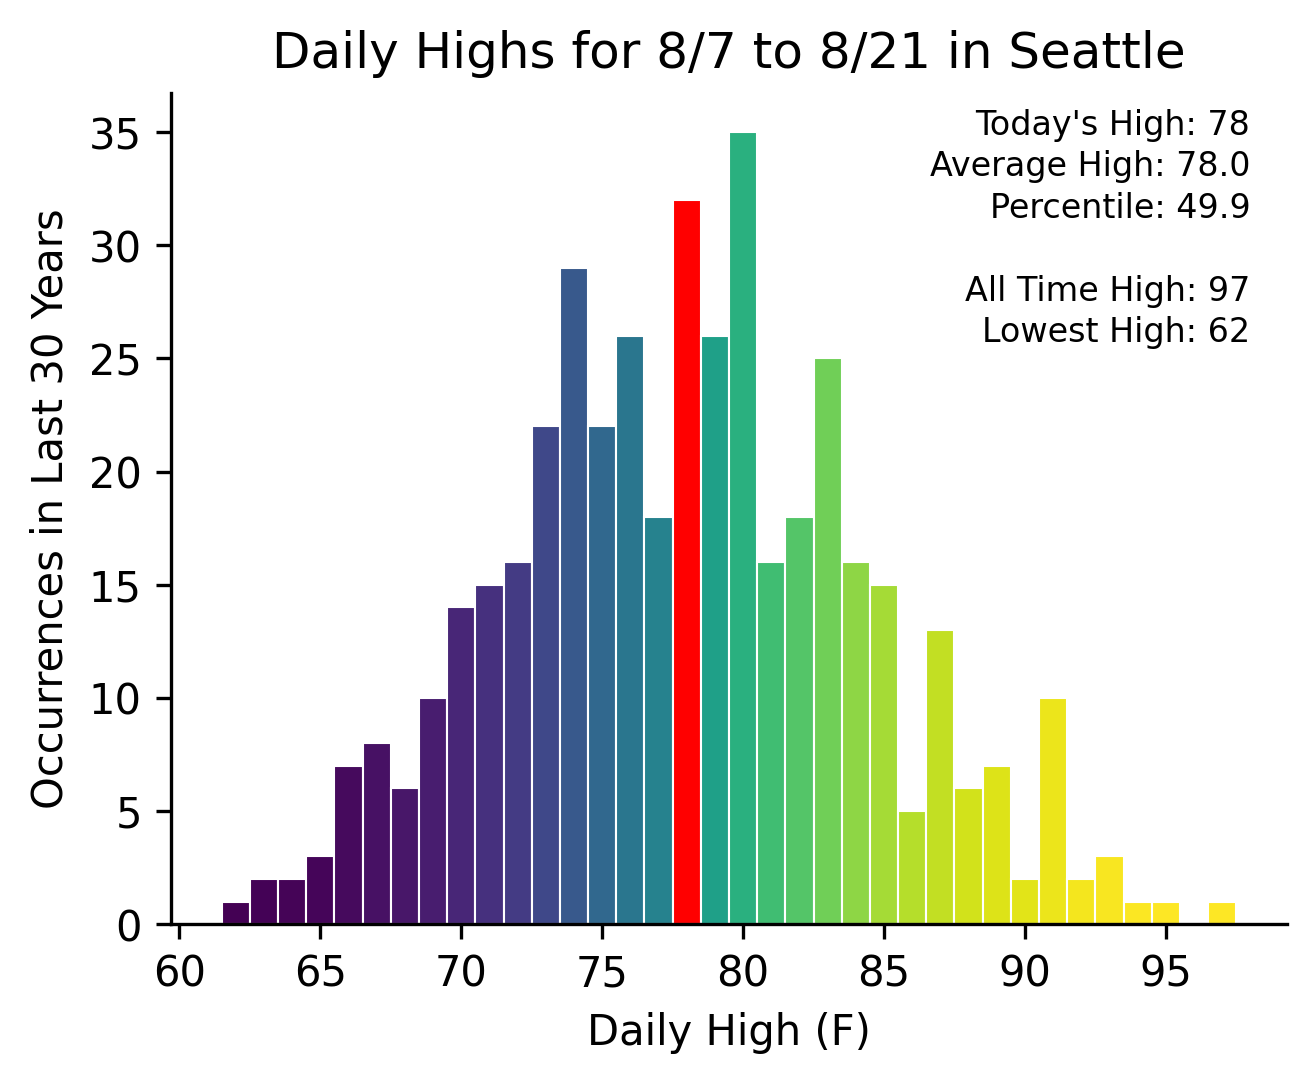 Daily Highs for 8/7 to 8/21 in Seattle
Today's High: 78
Average High: 78.0
Percentile: 49.9
All Time High: 97
Lowest High: 62
Occurrences in Last 30 Years
35
30
25
20
15
10
5
0
60 65 70 75 80 85 90 95
Daily High (F)